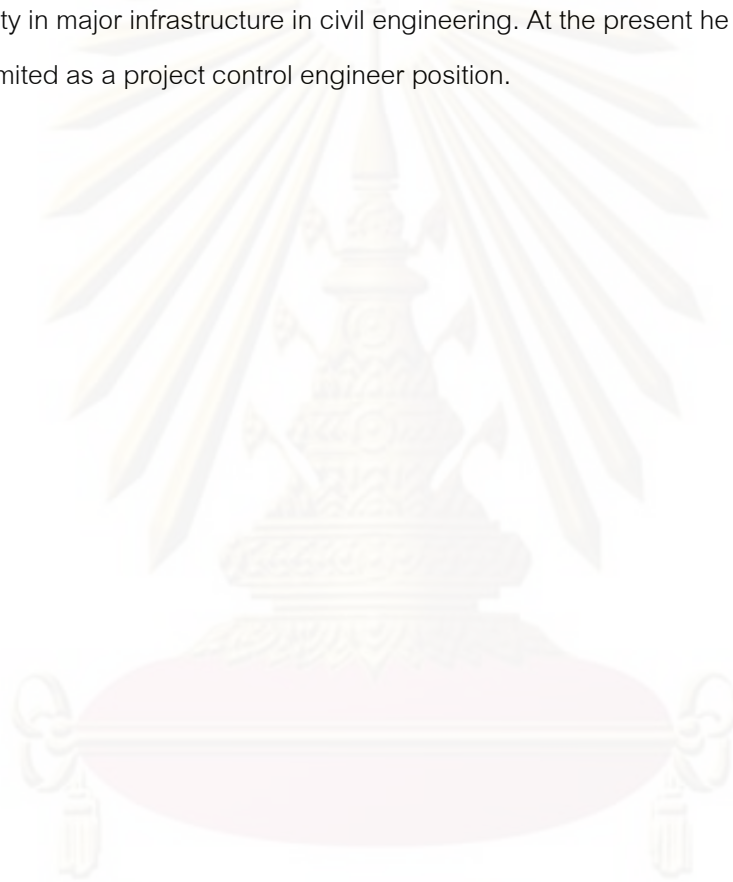 ty in major infrastructure in civil engineering. At the present he
mited as a project control engineer position.